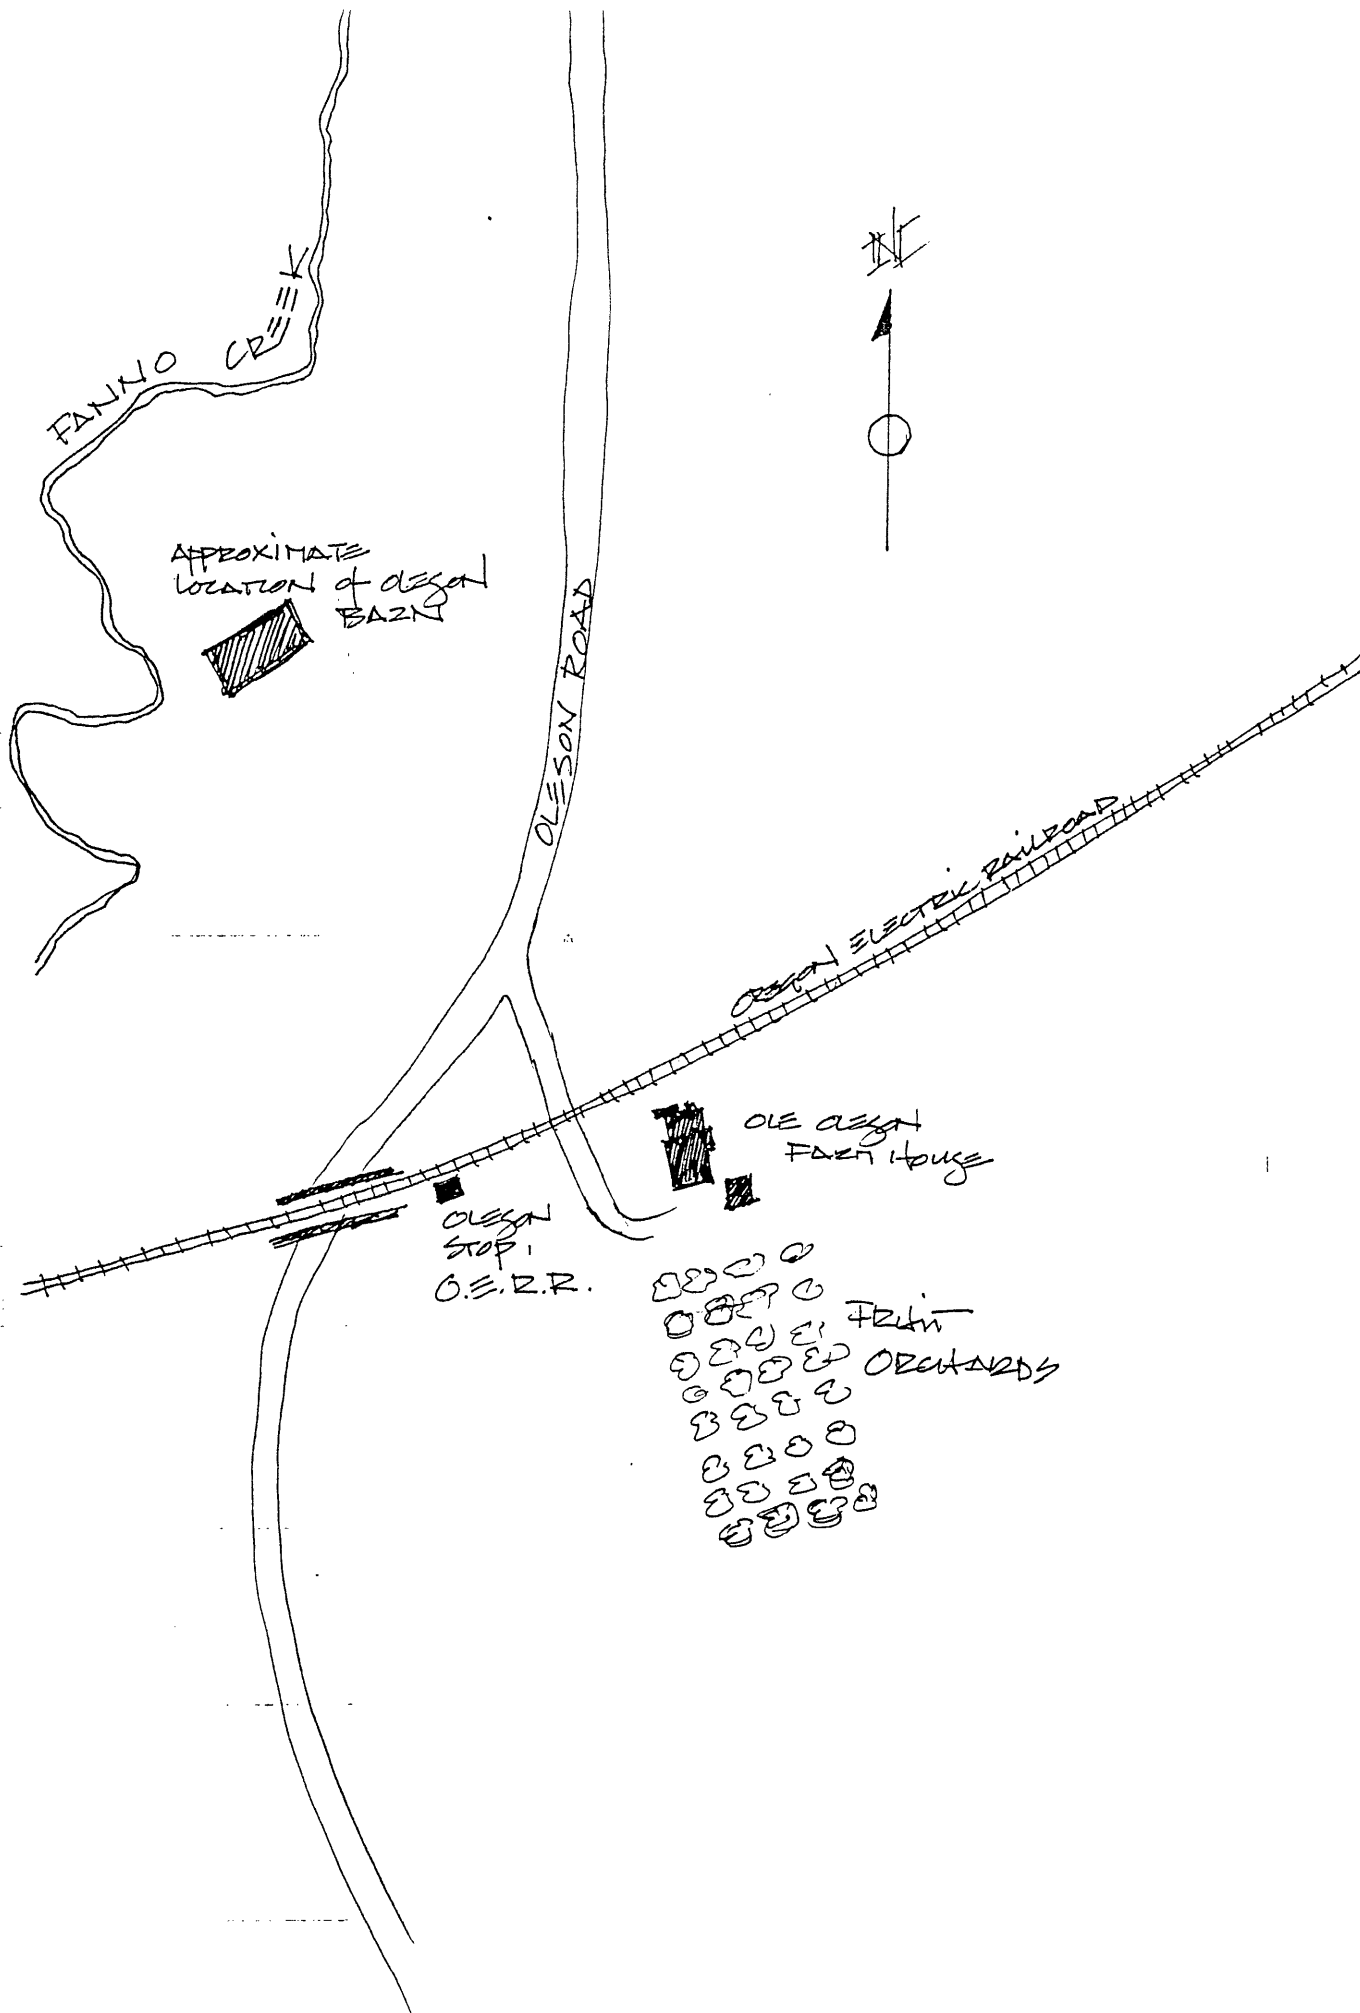 N
FANNO CREEK
APPROXIMATE
LOCATION of OLESON
BARN
OLESON ROAD
OREGON ELECTRIC RAILROAD
OLE OLESON
FARM HOUSE
OLESON
STOP,
O.E.R.R.
FRUIT
ORCHARDS